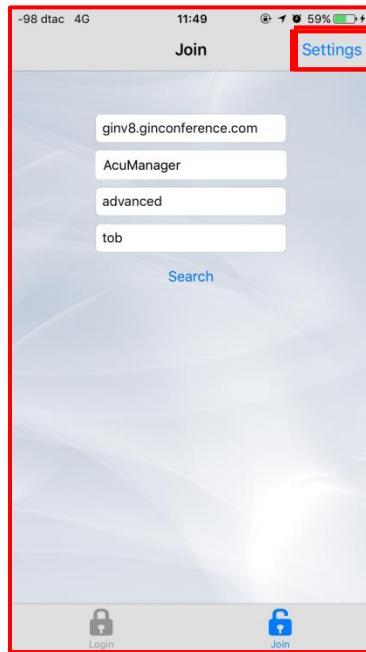 -98 dtac 4G 11:49 59%
Join Settings
ginv8.ginconference.com
AcuManager
advanced
tob
Search
Login Join